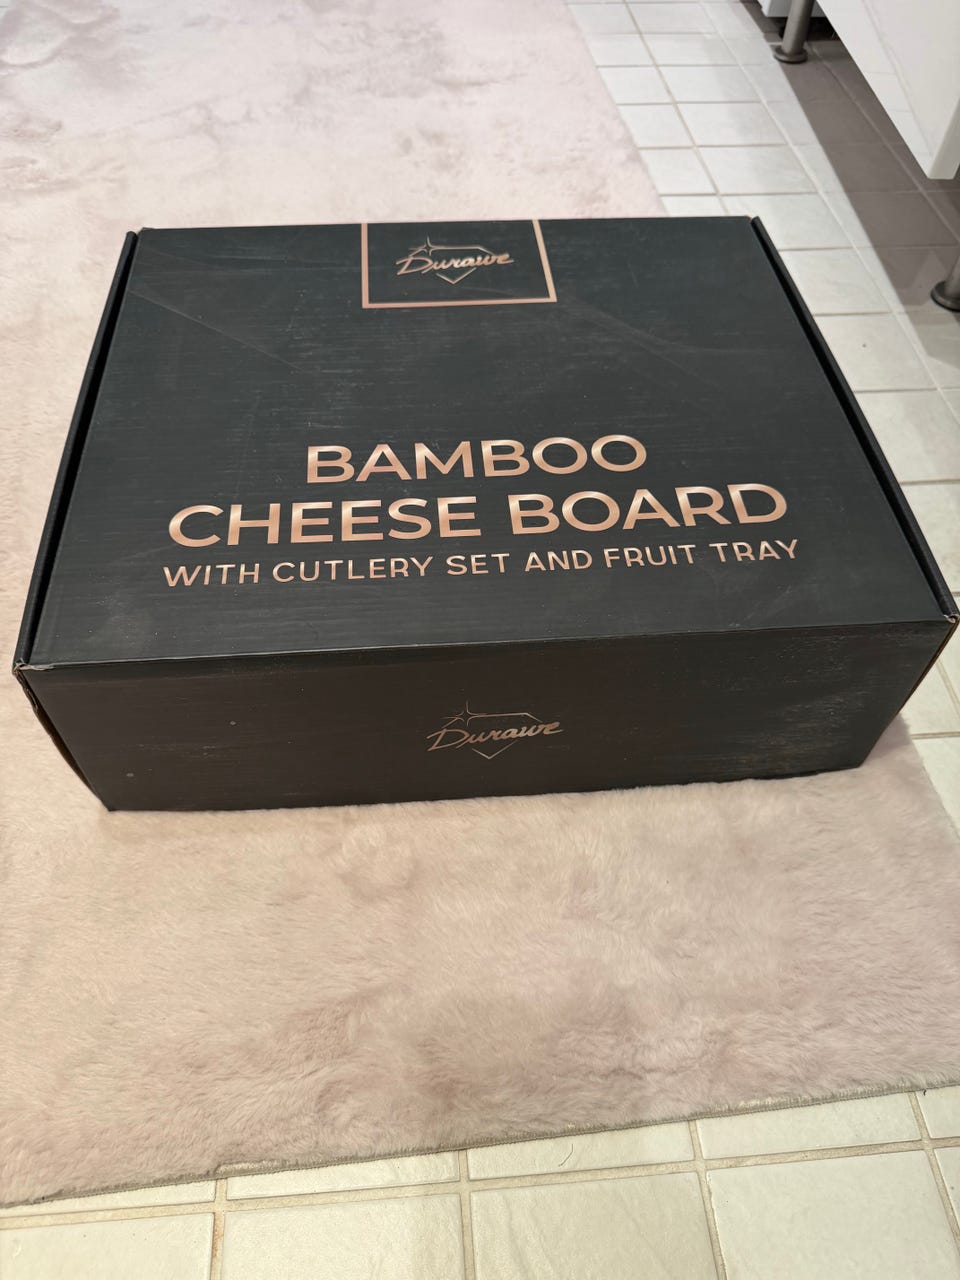 Durawe
BAMBOO
CHEESE BOARD
WITH CUTLERY SET AND FRUIT TRAY
Durawe